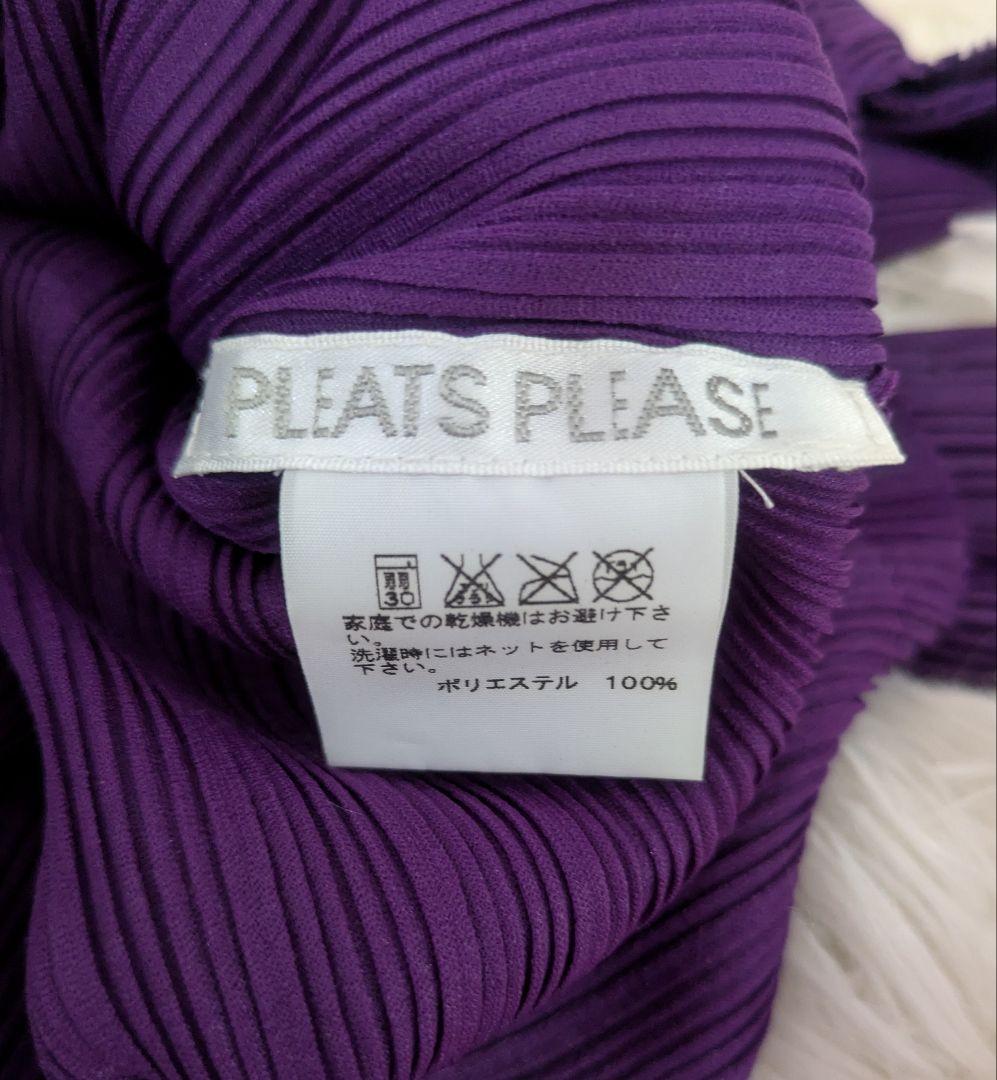 PLEATS PLEASE
弱
30
家庭での乾燥機はお避け下さ
い。
洗濯時にはネットを使用して
下さい。
ポリエステル 100%